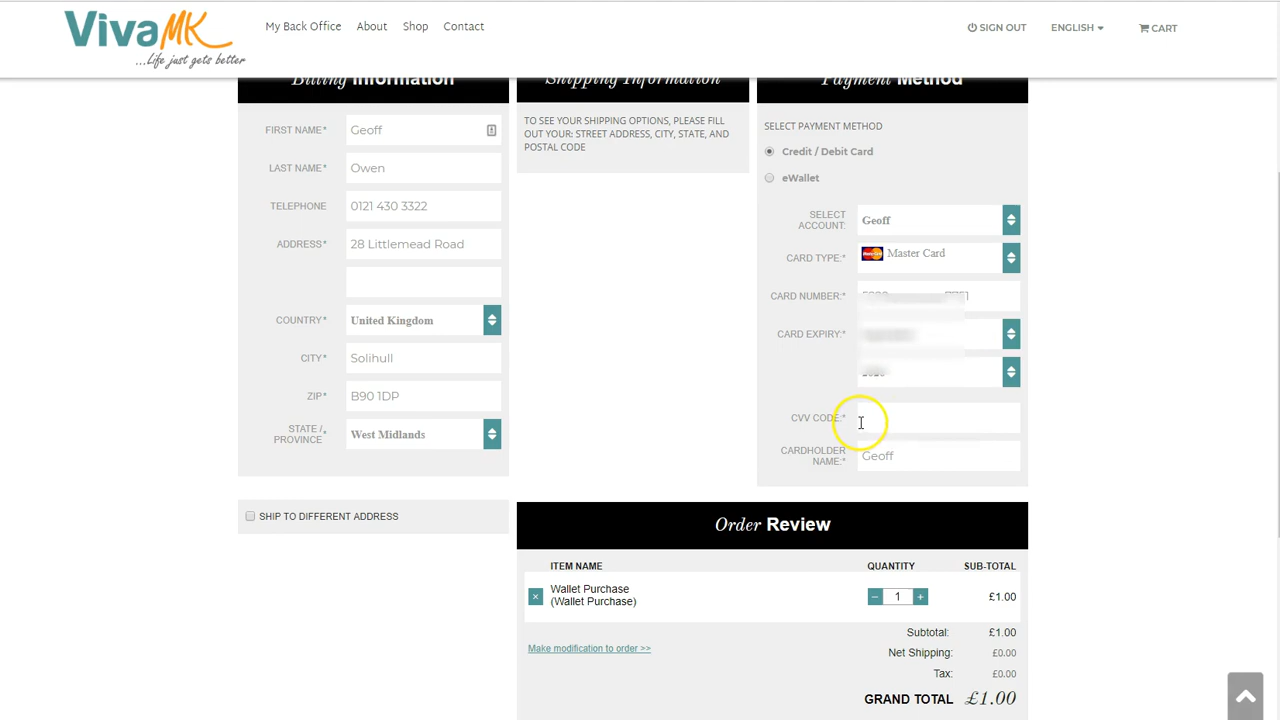 VivaMK
...Life just gets better
My Back Office About Shop Contact
SIGN OUT ENGLISH CART
Billing Information
FIRST NAME* Geoff
LAST NAME* Owen
TELEPHONE 0121 430 3322
ADDRESS* 28 Littlemead Road
COUNTRY* United Kingdom
CITY* Solihull
ZIP* B90 1DP
STATE /
PROVINCE* West Midlands
SHIP TO DIFFERENT ADDRESS
Shipping Information
TO SEE YOUR SHIPPING OPTIONS, PLEASE FILL
OUT YOUR: STREET ADDRESS, CITY, STATE, AND
POSTAL CODE
Payment Method
SELECT PAYMENT METHOD
Credit / Debit Card
eWallet
SELECT
ACCOUNT: Geoff
CARD TYPE:* Master Card
CARD NUMBER:*
CARD EXPIRY:*
CVV CODE:*
CARDHOLDER
NAME:* Geoff
Order Review
ITEM NAME QUANTITY SUB-TOTAL
Wallet Purchase
(Wallet Purchase) × − 1 + £1.00
Subtotal: £1.00
Make modification to order >>
Net Shipping: £0.00
Tax: £0.00
GRAND TOTAL £1.00